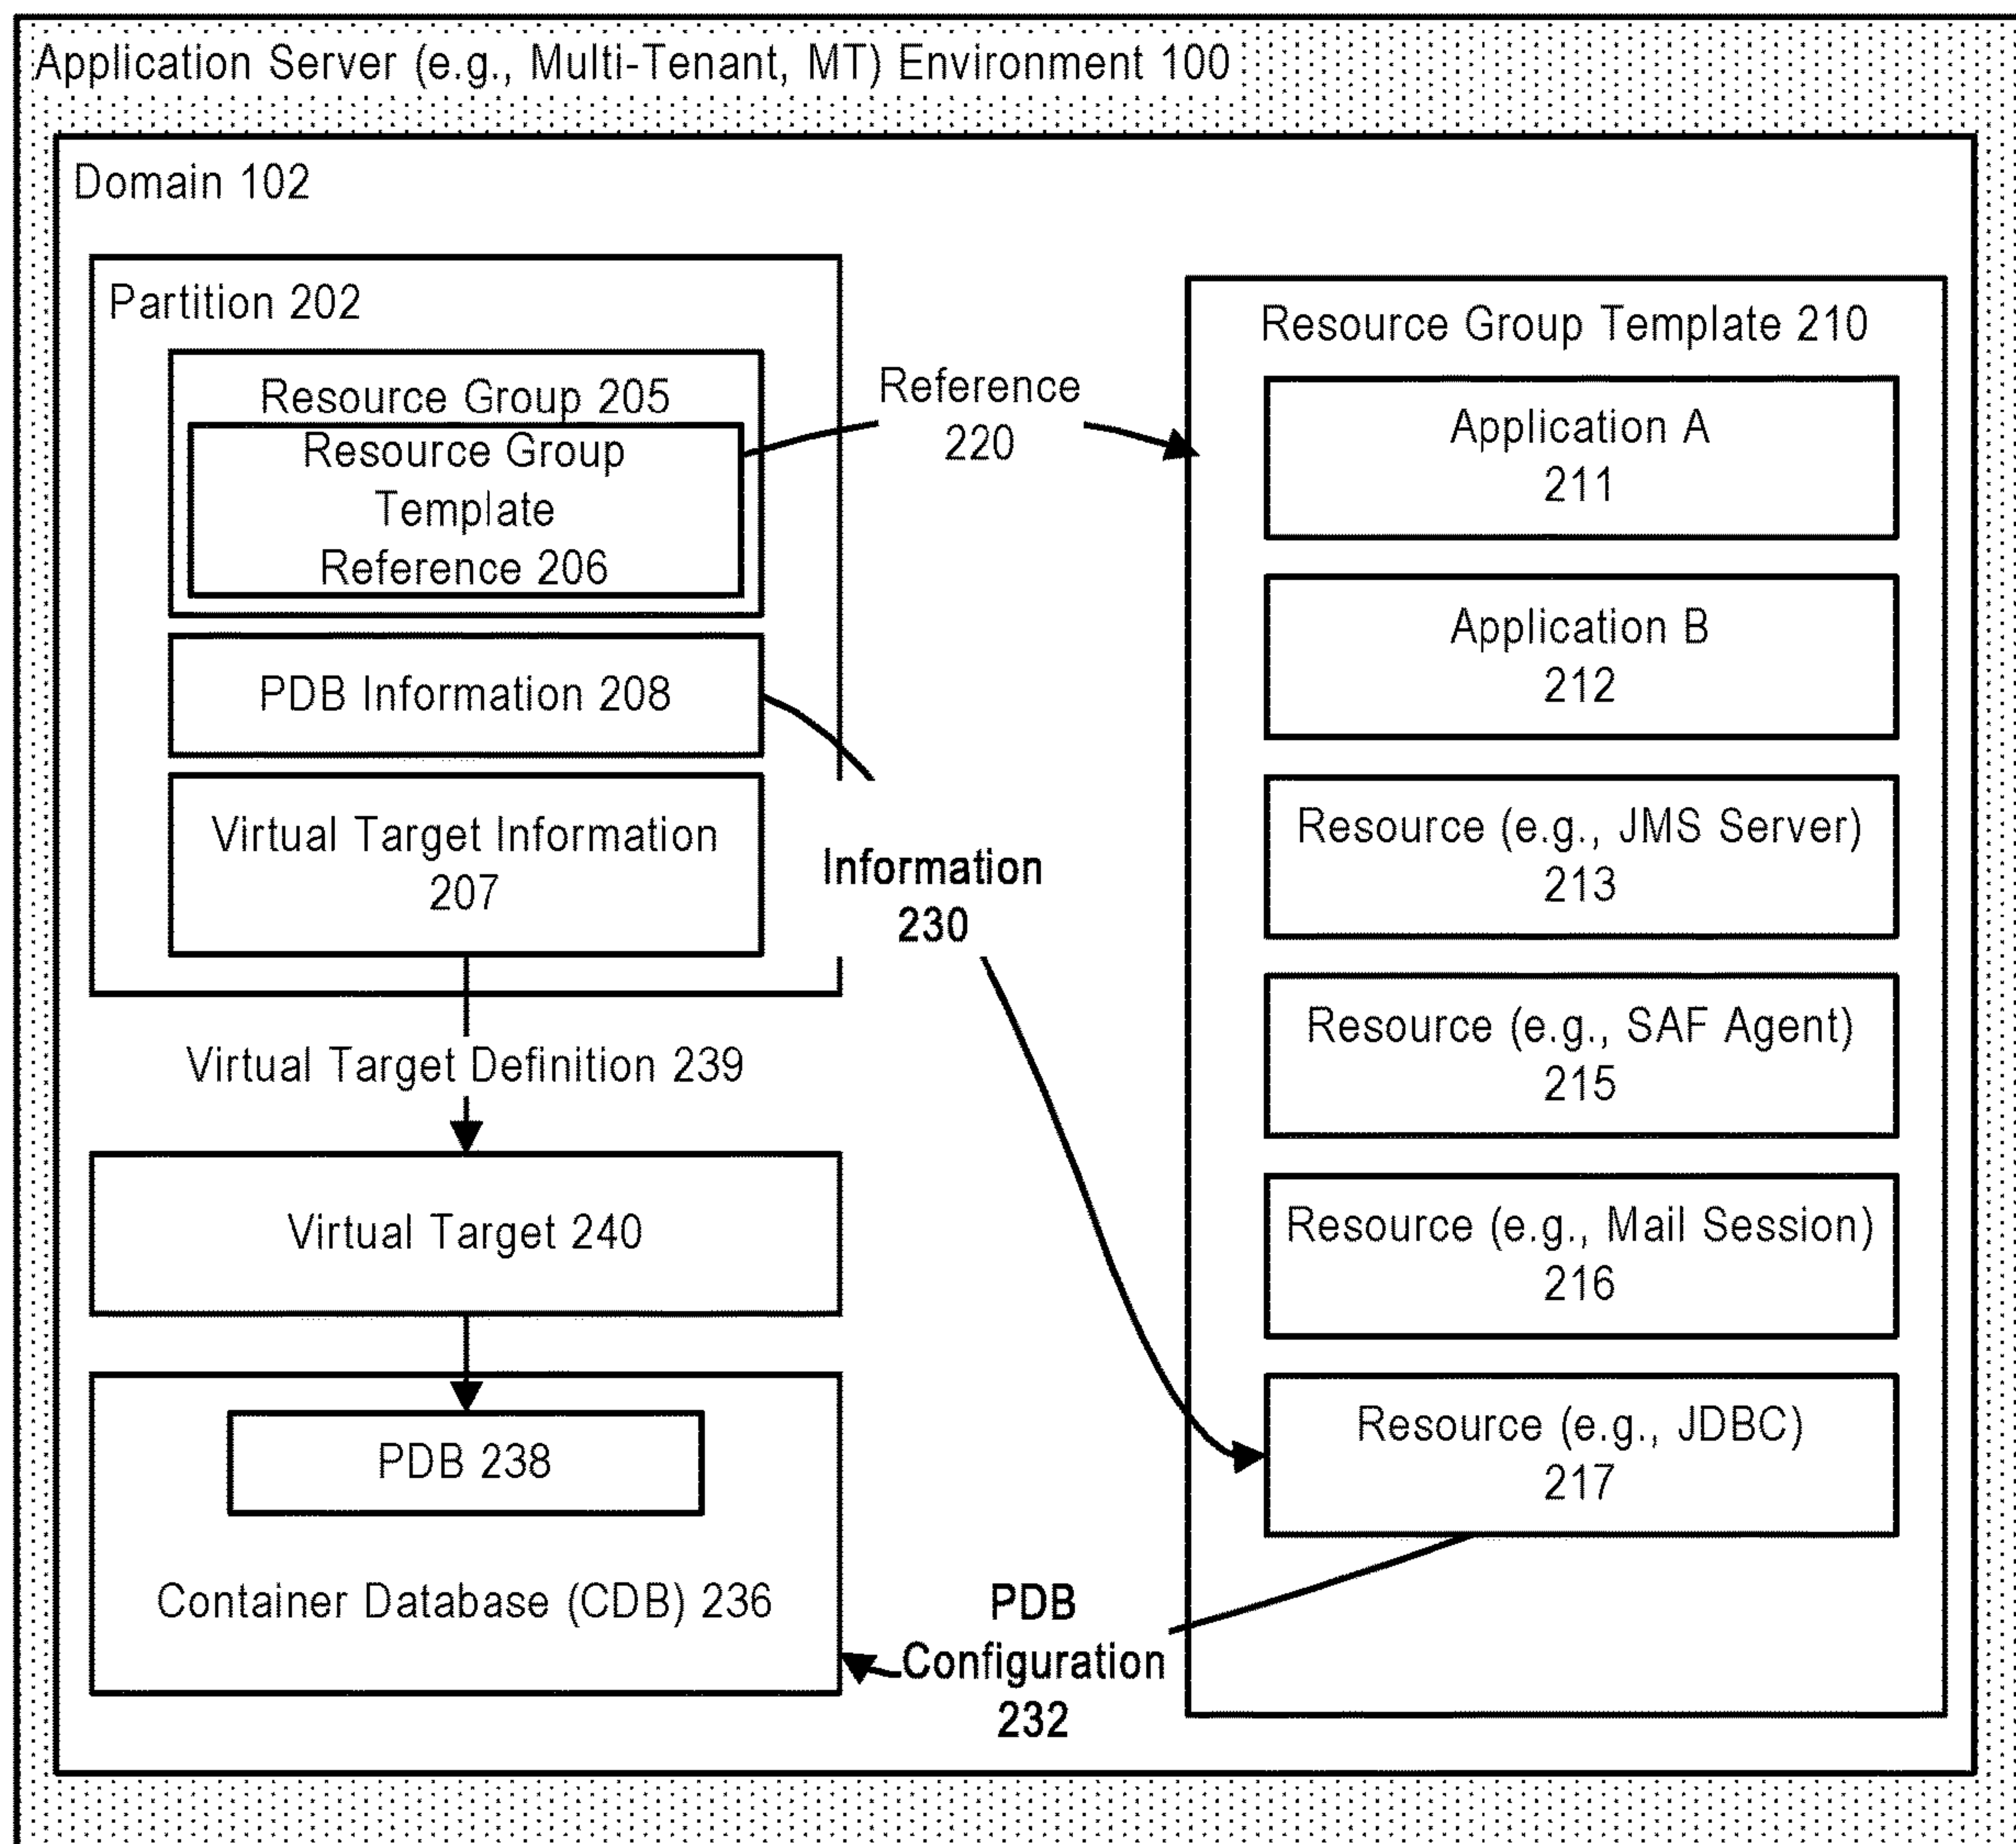 Application Server (e.g., Multi-Tenant, MT) Environment 100
Domain 102
Partition 202
Resource Group 205
Resource Group
Template
Reference 206
PDB Information 208
Virtual Target Information
207
Reference
220
Information
230
Virtual Target Definition 239
Virtual Target 240
PDB 238
Container Database (CDB) 236
PDB
Configuration
232
Resource Group Template 210
Application A
211
Application B
212
Resource (e.g., JMS Server)
213
Resource (e.g., SAF Agent)
215
Resource (e.g., Mail Session)
216
Resource (e.g., JDBC)
217